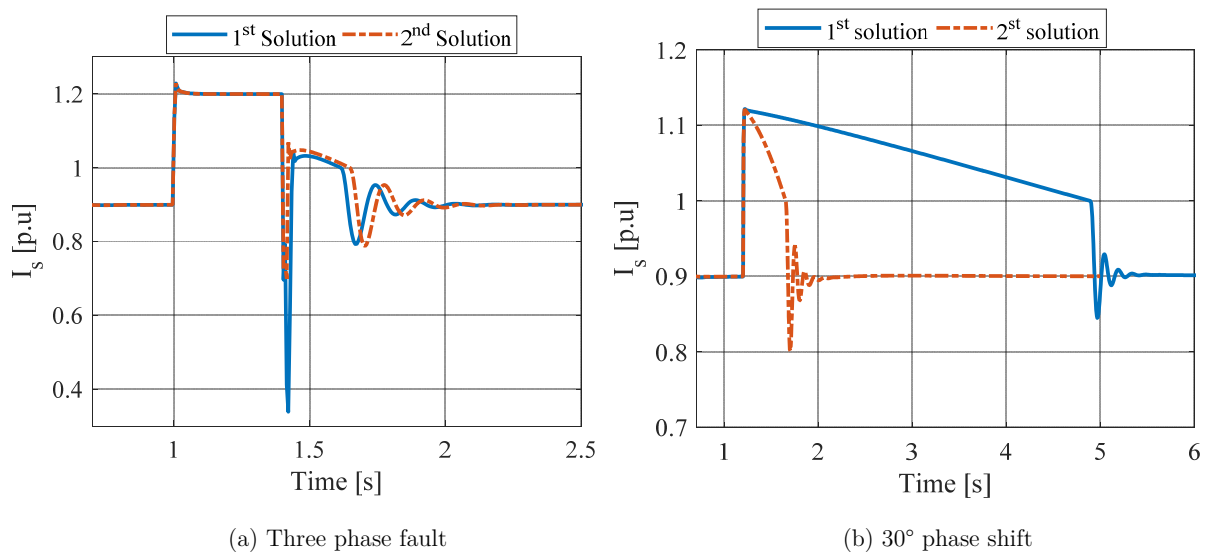 1st Solution 2nd Solution
1.2
1
0.8
0.6
0.4
Is [p.u]
1 1.5 2 2.5
Time [s]
(a) Three phase fault
1st solution 2st solution
1.2
1.1
1
0.9
0.8
0.7
Is [p.u]
1 2 3 4 5 6
Time [s]
(b) 30° phase shift